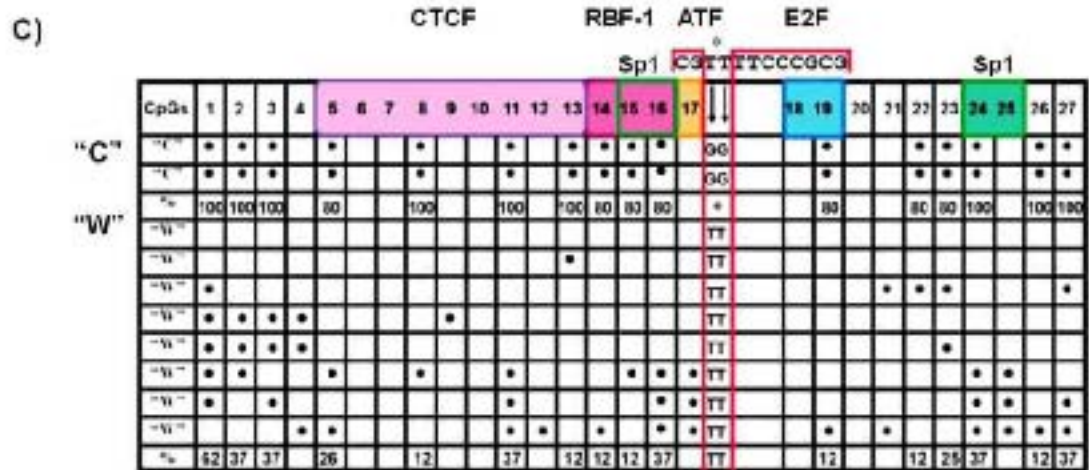 C)
CTCF RBF-1 ATF E2F
*
Sp1 CGTTTTCCCGCG Sp1
CpGs 1 2 3 4 5 6 7 8 9 10 11 12 13 14 15 16 17 18 19 20 21 22 23 24 25 26 27
"C" "C" GG
"C" GG
"W" % 100 100 100 80 100 100 100 80 80 80 * 80 80 80 100 100 100
"W" TT
"W" TT
"W" TT
"W" TT
"W" TT
"W" TT
"W" TT
"W" TT
% 62 37 37 26 12 37 12 12 12 37 TT 12 12 25 37 12 37